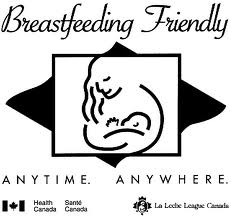 Breastfeeding Friendly
ANYTIME. ANYWHERE.
Health Canada Santé Canada La Leche League Canada